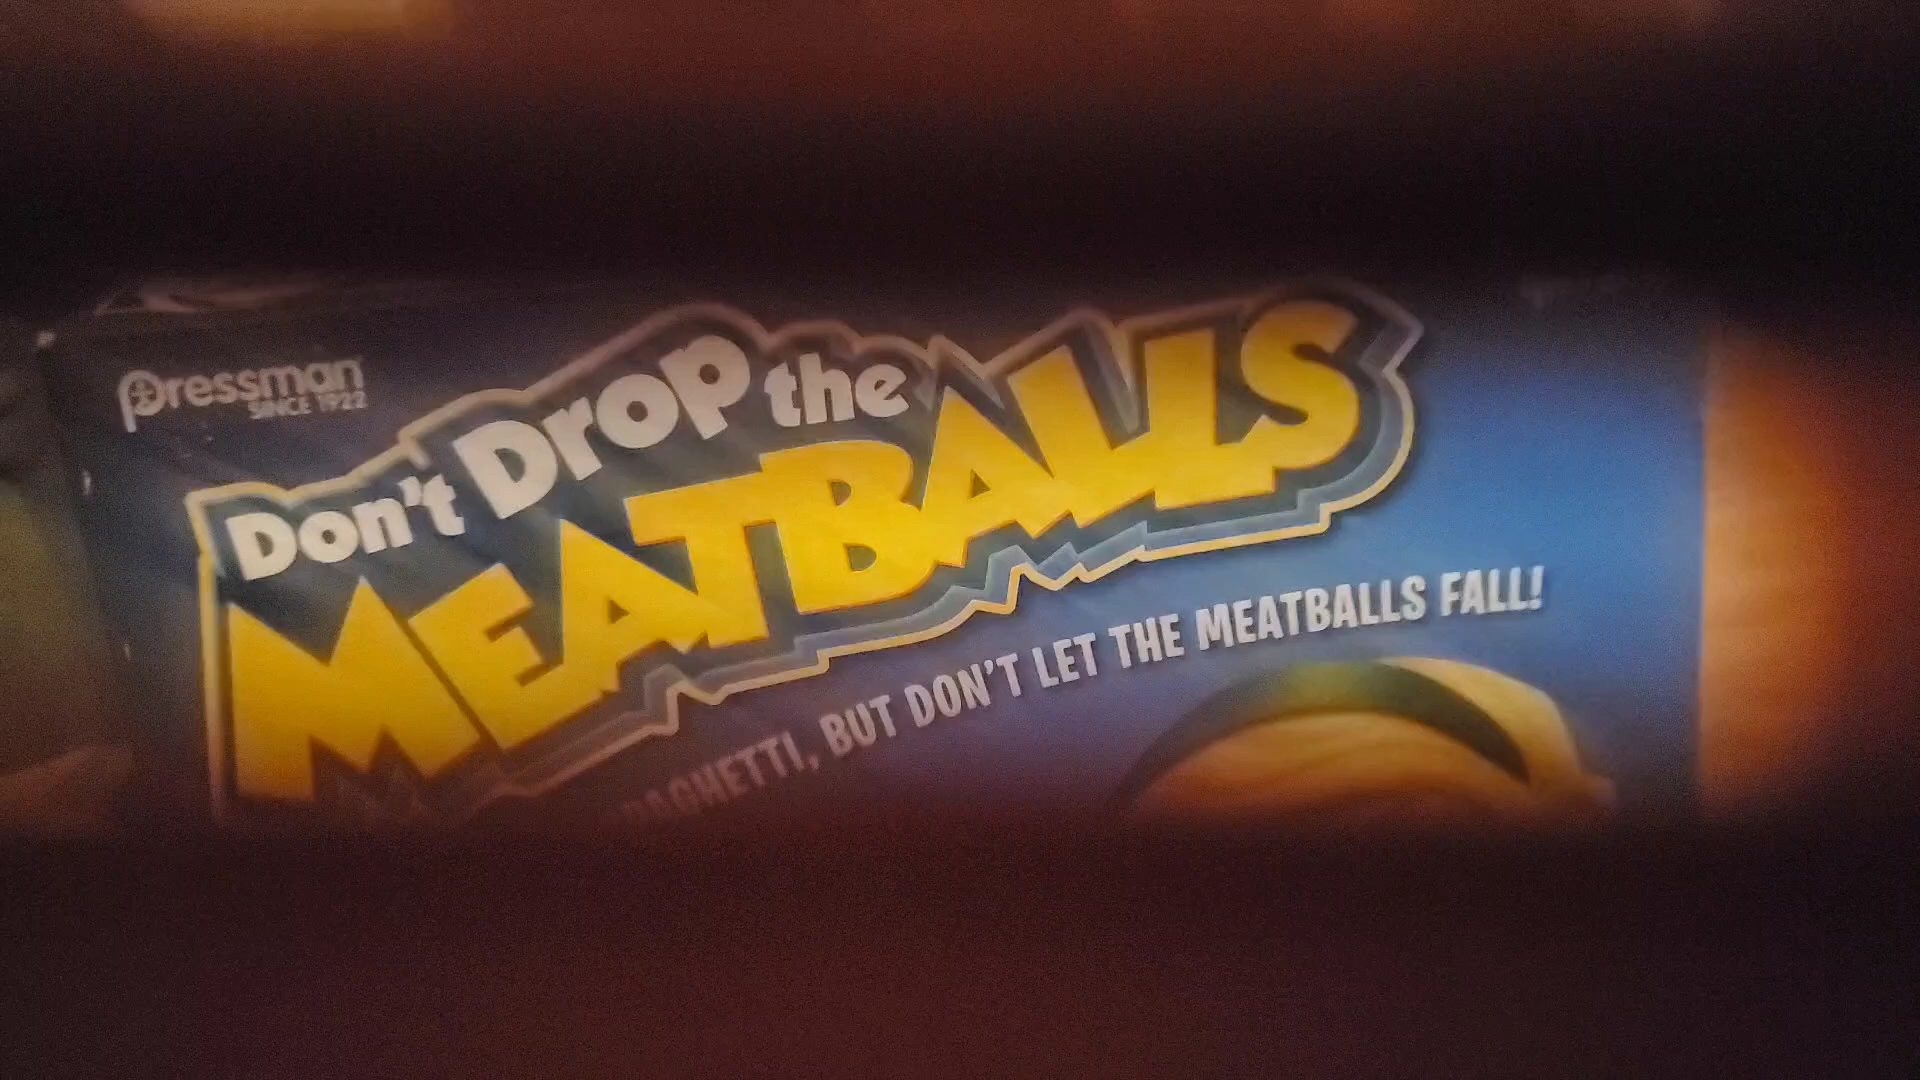 Pressman
SINCE 1922
Don't Drop the
MEATBALLS
SPAGHETTI, BUT DON'T LET THE MEATBALLS FALL!